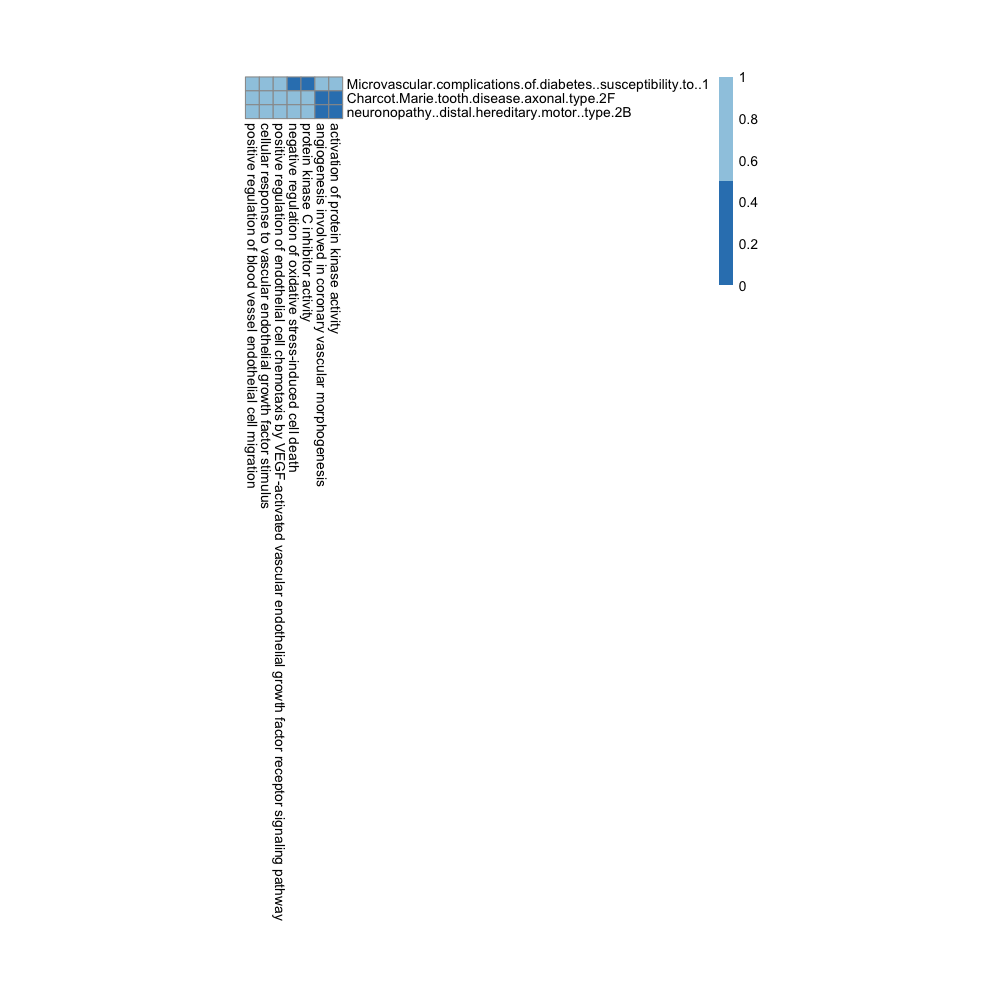 Microvascular.complications.of.diabetes..susceptibility.to..1
Charcot.Marie.tooth.disease.axonal.type.2F
neuronopathy..distal.hereditary.motor..type.2B
1
0.8
0.6
0.4
0.2
0
positive regulation of blood vessel endothelial cell migration
cellular response to vascular endothelial growth factor stimulus
positive regulation of endothelial cell chemotaxis by VEGF-activated vascular endothelial growth factor receptor signaling pathway
negative regulation of oxidative stress-induced cell death
protein kinase C inhibitor activity
angiogenesis involved in coronary vascular morphogenesis
activation of protein kinase activity